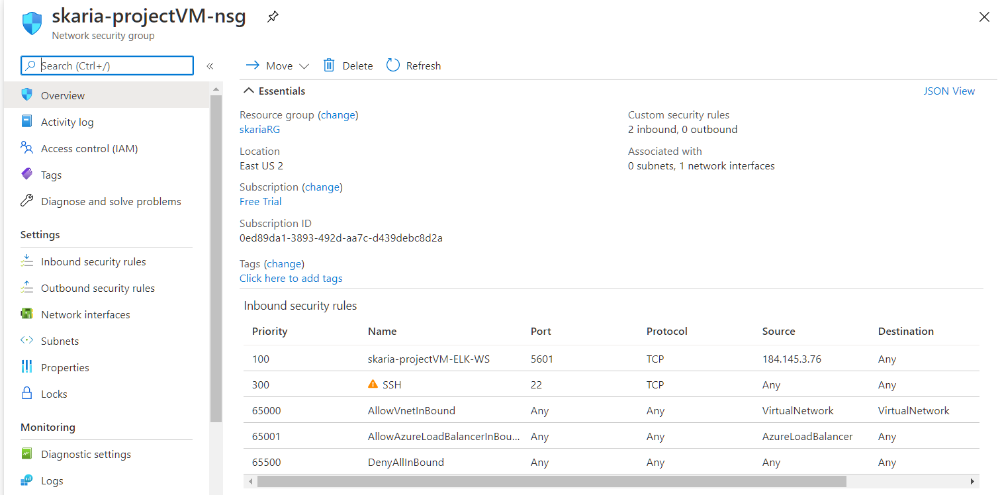 skaria-projectVM-nsg
Network security group
Search (Ctrl+/)
Overview
Activity log
Access control (IAM)
Tags
Diagnose and solve problems
Settings
Inbound security rules
Outbound security rules
Network interfaces
Subnets
Properties
Locks
Monitoring
Diagnostic settings
Logs
Move Delete Refresh
Essentials JSON View
Resource group (change)
skariaRG
Location
East US 2
Subscription (change)
Free Trial
Subscription ID
0ed89da1-3893-492d-aa7c-d439debc8d2a
Tags (change)
Click here to add tags
Custom security rules
2 inbound, 0 outbound
Associated with
0 subnets, 1 network interfaces
Inbound security rules
Priority Name Port Protocol Source Destination
100 skaria-projectVM-ELK-WS 5601 TCP 184.145.3.76 Any
300 SSH 22 TCP Any Any
65000 AllowVnetInBound Any Any VirtualNetwork VirtualNetwork
65001 AllowAzureLoadBalancerInBou... Any Any AzureLoadBalancer Any
65500 DenyAllInBound Any Any Any Any